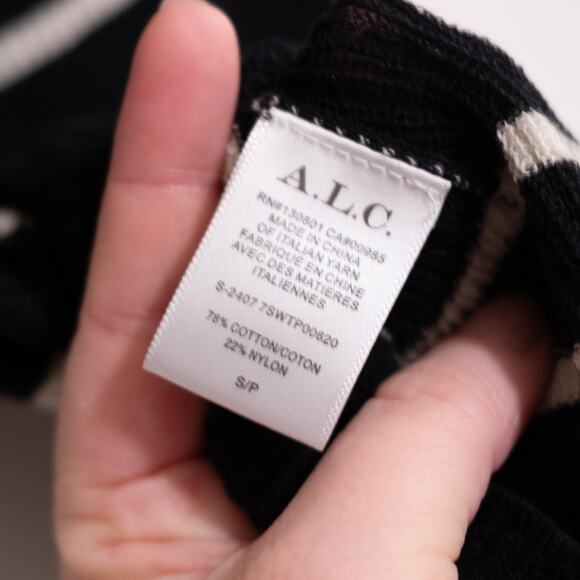 A.L.C.
RN#130801 CA#00985
MADE IN CHINA
OF ITALIAN YARN
FABRIQUÉ EN CHINE
AVEC DES MATIÈRES
ITALIENNES
S-2407 7SWTP00620
78% COTTON/COTON
22% NYLON
S/P